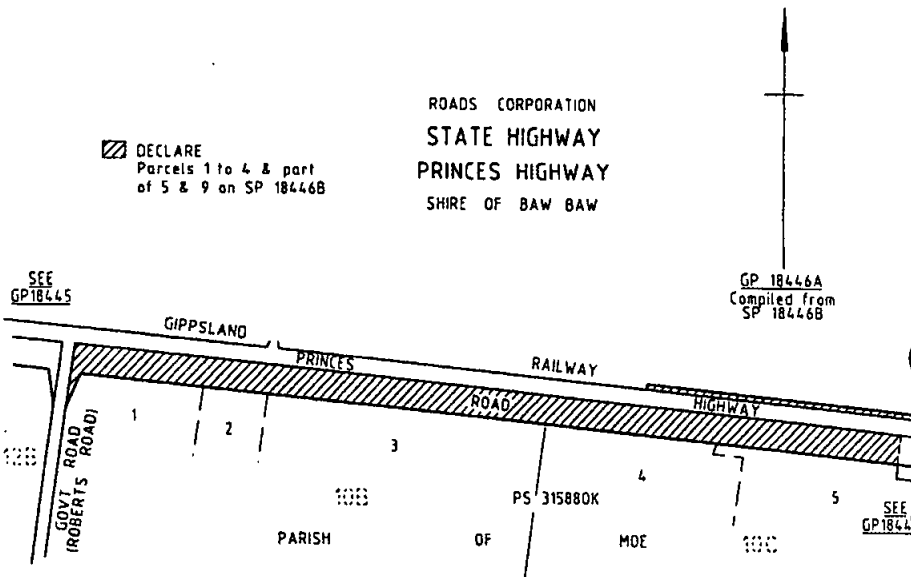 ROADS CORPORATION
STATE HIGHWAY
PRINCES HIGHWAY
SHIRE OF BAW BAW
DECLARE
Parcels 1 to 4 & part
of 5 & 9 on SP 18446B
SEE
GP18445
GP 18446A
Compiled from
SP 18446B
GIPPSLAND
RAILWAY
PRINCES
HIGHWAY
ROAD
1
2
3
4
5
GOVT ROAD
(ROBERTS ROAD)
10B
PS 315880K
10C
PARISH OF MOE
SEE